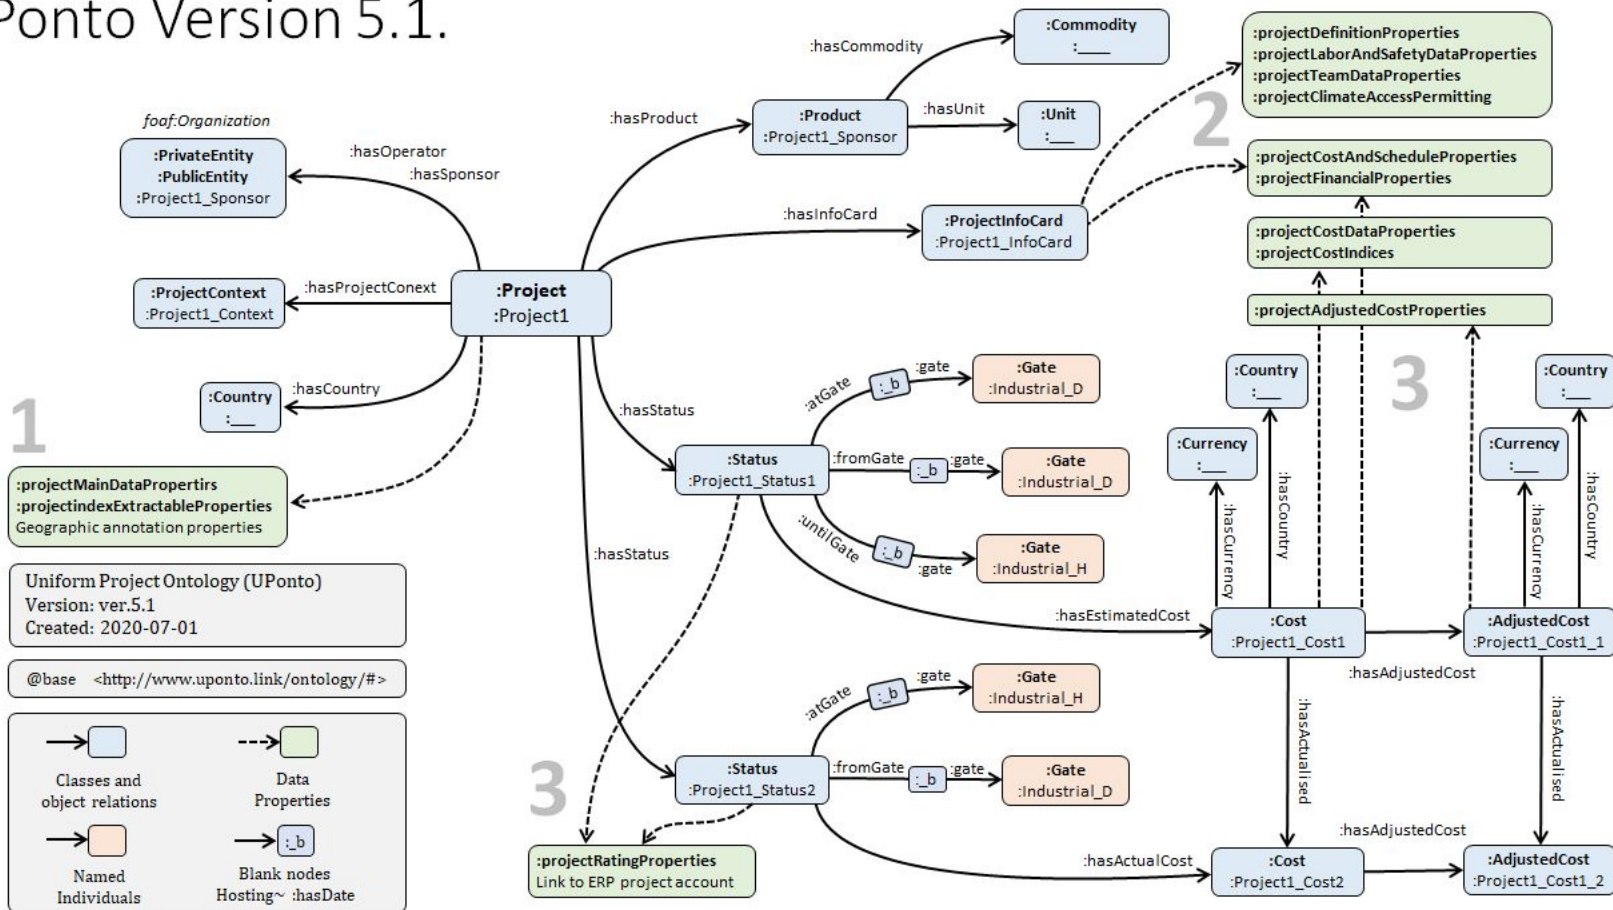 Ponto Version 5.1.
foaf:Organization
:PrivateEntity
:PublicEntity
:Project1_Sponsor
:hasOperator
:hasSponsor
:ProjectContext
:Project1_Context
:hasProjectConext
:Project
:Project1
:Country
:___
:hasCountry
1
:projectMainDataPropertirs
:projectindexExtractableProperties
Geographic annotation properties
Uniform Project Ontology (UPonto)
Version: ver.5.1
Created: 2020-07-01
@base <http://www.uponto.link/ontology/#>
Classes and
object relations
Data
Properties
Named
Individuals
:_b
Blank nodes
Hosting~ :hasDate
:hasProduct
:Product
:Project1_Sponsor
:hasCommodity
:Commodity
:____
:hasUnit
:Unit
:___
:hasInfoCard
:ProjectInfoCard
:Project1_InfoCard
2
:projectDefinitionProperties
:projectLaborAndSafetyDataProperties
:projectTeamDataProperties
:projectClimateAccessPermitting
:projectCostAndScheduleProperties
:projectFinancialProperties
:projectCostDataProperties
:projectCostIndices
:projectAdjustedCostProperties
:hasStatus
:Status
:Project1_Status1
:atGate
:_b
:gate
:Gate
:Industrial_D
:fromGate
:_b
:gate
:Gate
:Industrial_D
:untilGate
:_b
:gate
:Gate
:Industrial_H
3
:Country
:___
:Currency
:___
:hasCurrency
:hasCountry
:Country
:___
:Currency
:___
:hasCurrency
:hasCountry
:hasEstimatedCost
:Cost
:Project1_Cost1
:hasAdjustedCost
:AdjustedCost
:Project1_Cost1_1
:hasActualised
:hasActualised
:hasStatus
:Status
:Project1_Status2
:atGate
:_b
:gate
:Gate
:Industrial_H
:fromGate
:_b
:gate
:Gate
:Industrial_D
3
:projectRatingProperties
Link to ERP project account
:hasActualCost
:Cost
:Project1_Cost2
:hasAdjustedCost
:AdjustedCost
:Project1_Cost1_2